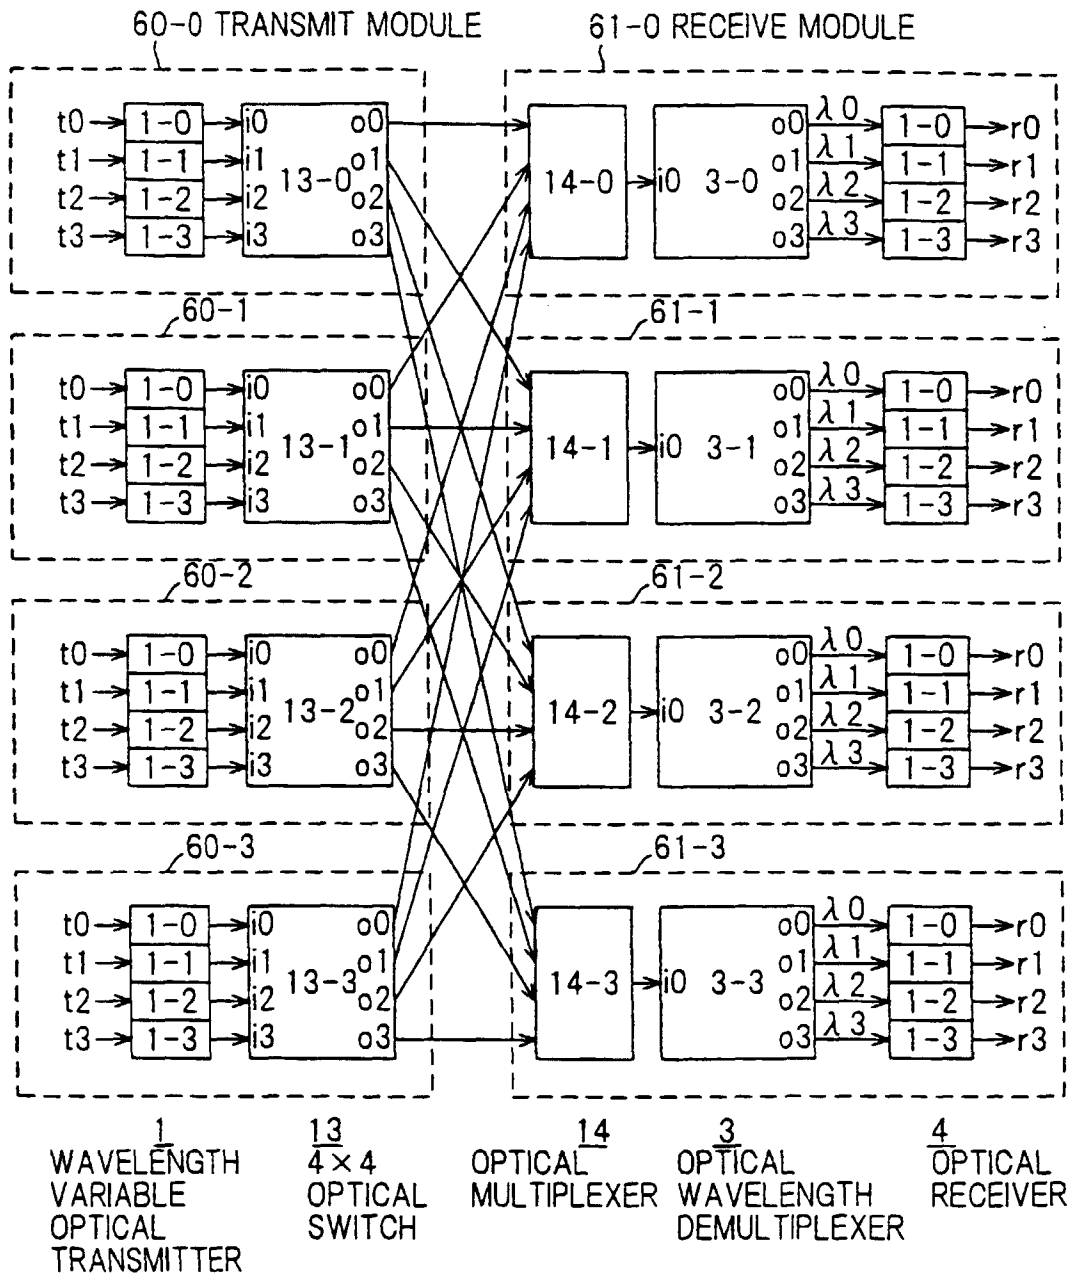 60-0 TRANSMIT MODULE 61-0 RECEIVE MODULE
t0 1-0 i0 o0 o0 λ0 1-0 r0
t1 1-1 i1 o1 o1 λ1 1-1 r1
13-0 14-0 i0 3-0
t2 1-2 i2 o2 o2 λ2 1-2 r2
t3 1-3 i3 o3 o3 λ3 1-3 r3
60-1 61-1
t0 1-0 i0 o0 o0 λ0 1-0 r0
t1 1-1 i1 o1 o1 λ1 1-1 r1
13-1 14-1 i0 3-1
t2 1-2 i2 o2 o2 λ2 1-2 r2
t3 1-3 i3 o3 o3 λ3 1-3 r3
60-2 61-2
t0 1-0 i0 o0 o0 λ0 1-0 r0
t1 1-1 i1 o1 o1 λ1 1-1 r1
13-2 14-2 i0 3-2
t2 1-2 i2 o2 o2 λ2 1-2 r2
t3 1-3 i3 o3 o3 λ3 1-3 r3
60-3 61-3
t0 1-0 i0 o0 o0 λ0 1-0 r0
t1 1-1 i1 o1 o1 λ1 1-1 r1
13-3 14-3 i0 3-3
t2 1-2 i2 o2 o2 λ2 1-2 r2
t3 1-3 i3 o3 o3 λ3 1-3 r3
1
WAVELENGTH
VARIABLE
OPTICAL
TRANSMITTER
13
4×4
OPTICAL
SWITCH
14
OPTICAL
MULTIPLEXER
3
OPTICAL
WAVELENGTH
DEMULTIPLEXER
4
OPTICAL
RECEIVER